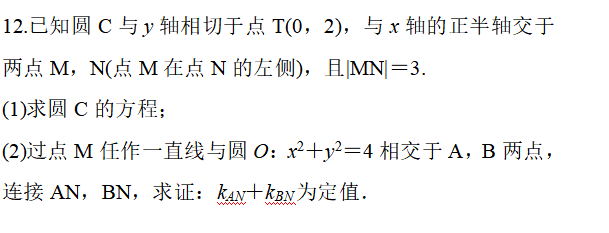 12.已知圆 C 与 y 轴相切于点 T(0，2)，与 x 轴的正半轴交于
两点 M，N(点 M 在点 N 的左侧)，且|MN|＝3.
(1)求圆 C 的方程；
(2)过点 M 任作一直线与圆 O：x²＋y²＝4 相交于 A，B 两点，
连接 AN，BN，求证：kAN＋kBN为定值．